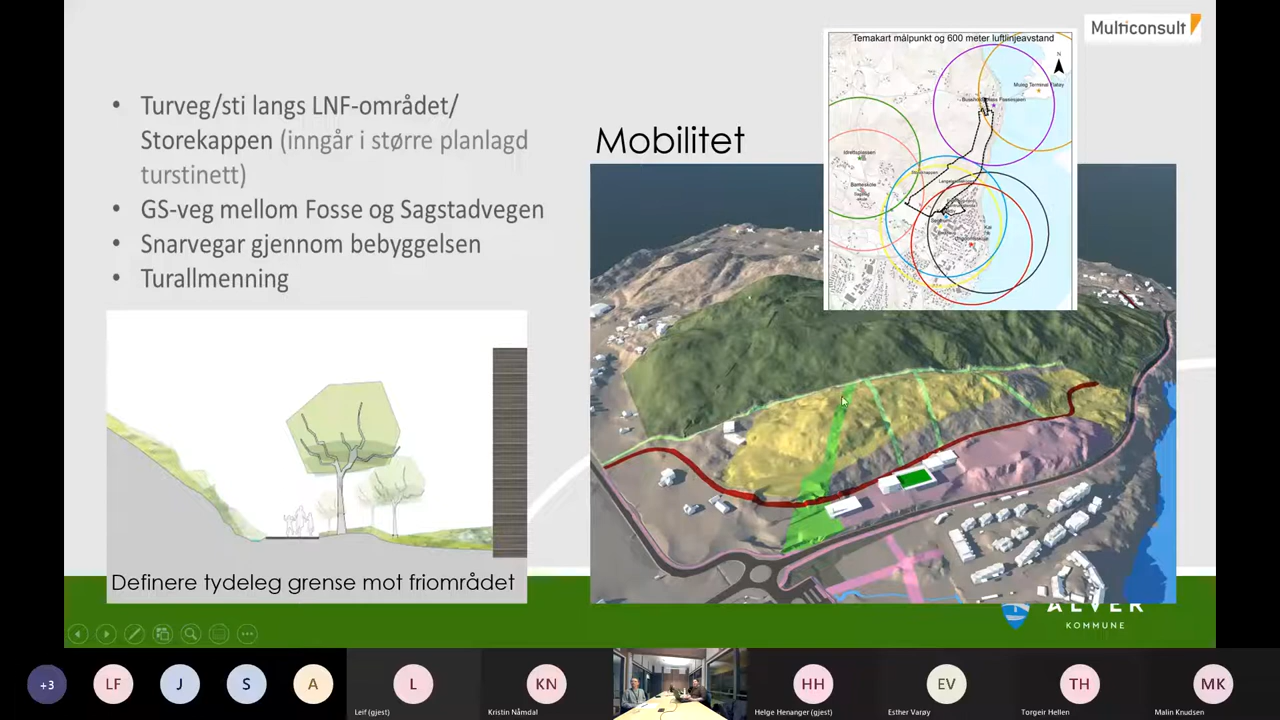 Multiconsult
Temakart målpunkt og 600 meter luftlinjeavstand
N
• Turveg/sti langs LNF-området/
Storekappen (inngår i større planlagd
turstinett)
• GS-veg mellom Fosse og Sagstadvegen
• Snarvegar gjennom bebyggelsen
• Turallmenning
Mobilitet
Idrettsplassen
Barneskole
Definere tydeleg grense mot friområdet
ALVER
KOMMUNE
+3
LF
J
S
A
L
KN
HH
EV
TH
MK
Leif (gjest)
Kristin Nåmdal
Helge Henanger (gjest)
Esther Varøy
Torgeir Hellen
Malin Knudsen